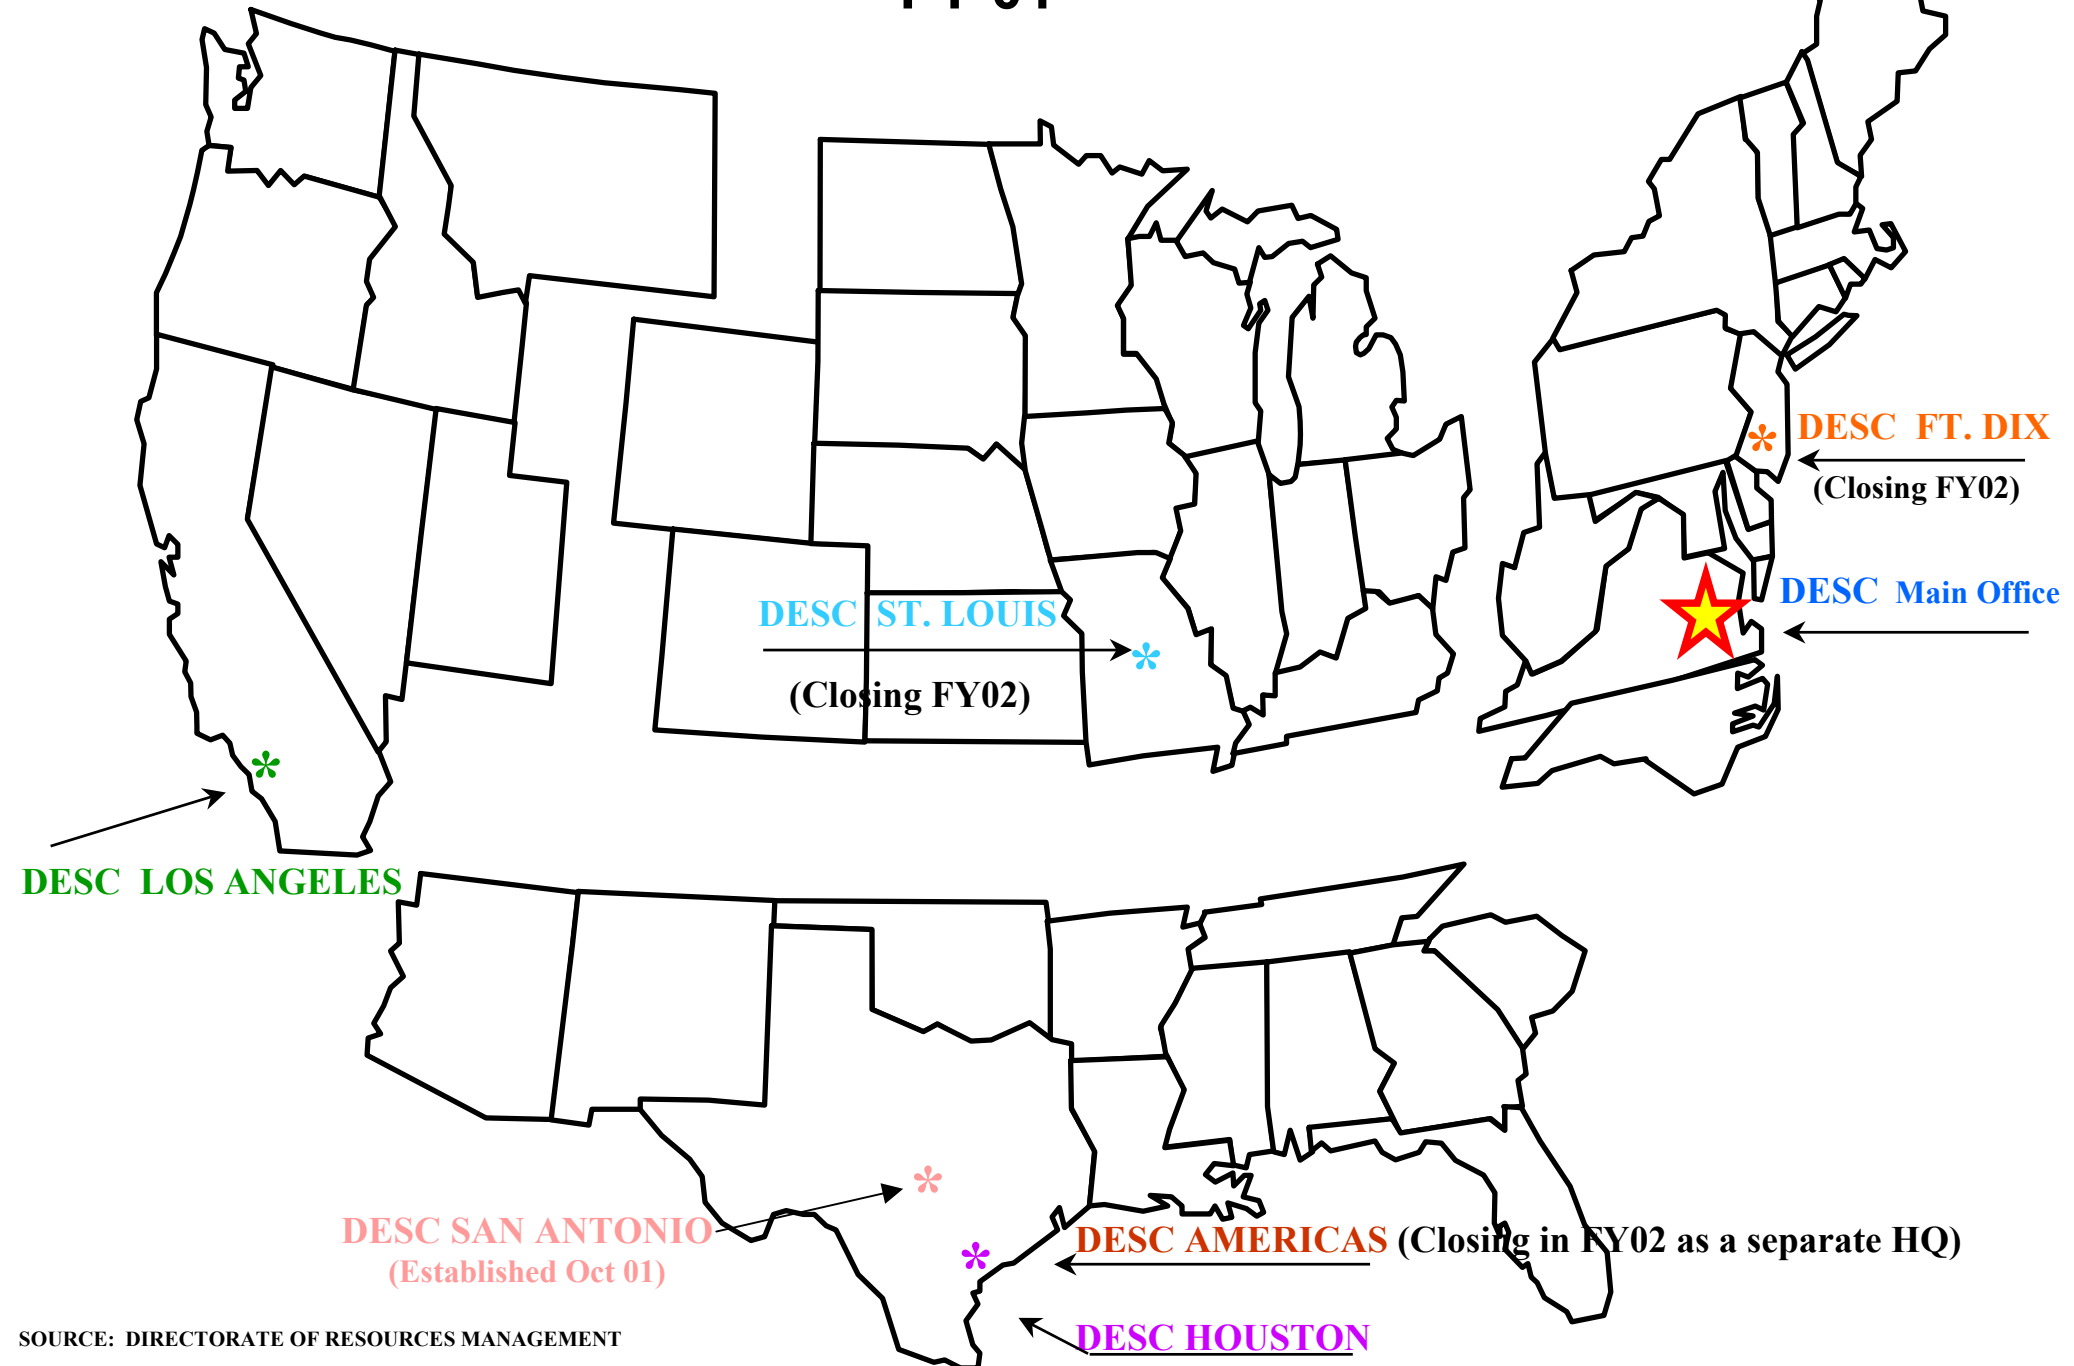 DESC FT. DIX
(Closing FY02)
DESC Main Office
DESC ST. LOUIS
(Closing FY02)
DESC LOS ANGELES
DESC SAN ANTONIO
(Established Oct 01)
DESC AMERICAS (Closing in FY02 as a separate HQ)
DESC HOUSTON
SOURCE: DIRECTORATE OF RESOURCES MANAGEMENT